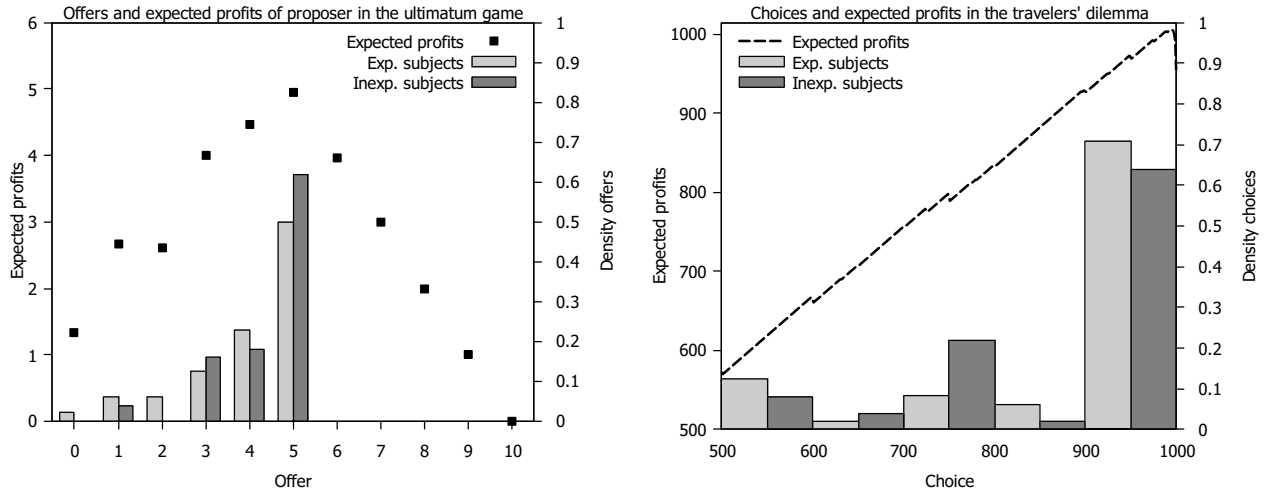 Offers and expected profits of proposer in the ultimatum game
6
5
4
3
2
1
0
Expected profits
Expected profits
Exp. subjects
Inexp. subjects
1
0.9
0.8
0.7
0.6
0.5
0.4
0.3
0.2
0.1
0
Density offers
0 1 2 3 4 5 6 7 8 9 10
Offer
Choices and expected profits in the travelers' dilemma
1000
900
800
700
600
500
Expected profits
Expected profits
Exp. subjects
Inexp. subjects
1
0.9
0.8
0.7
0.6
0.5
0.4
0.3
0.2
0.1
0
Density choices
500 600 700 800 900 1000
Choice